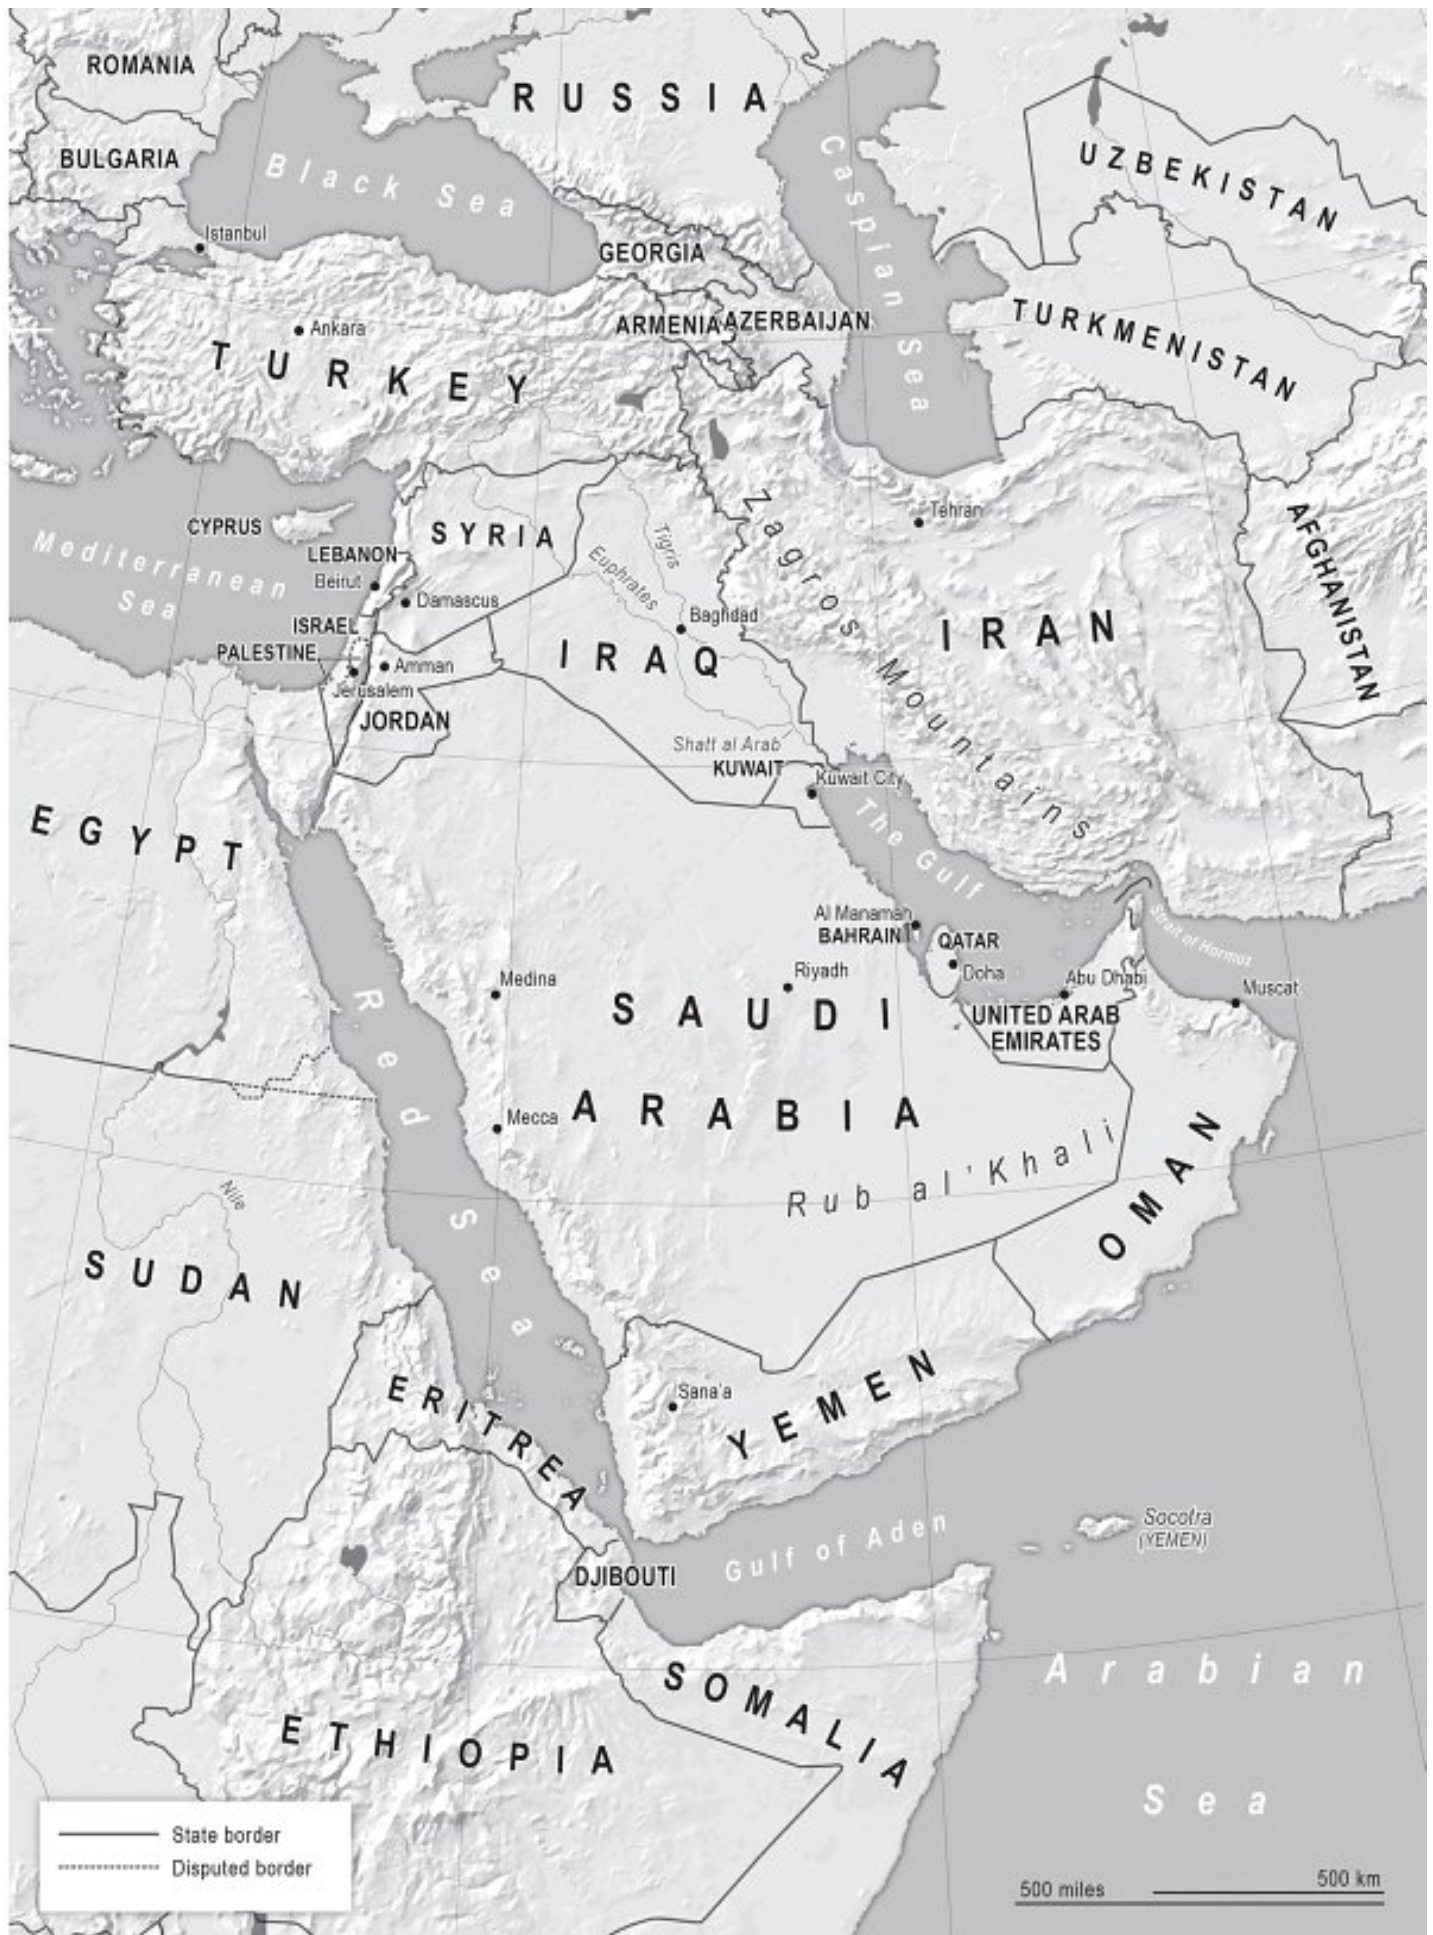 ROMANIA
RUSSIA
BULGARIA
Black Sea
Caspian Sea
UZBEKISTAN
Istanbul
GEORGIA
ARMENIA
AZERBAIJAN
TURKMENISTAN
Ankara
TURKEY
Tehran
Zagros Mountains
AFGHANISTAN
CYPRUS
SYRIA
Tigris
Euphrates
Mediterranean
Sea
LEBANON
Beirut
Damascus
Baghdad
ISRAEL
IRAN
PALESTINE
Amman
IRAQ
Jerusalem
JORDAN
Shatt al Arab
KUWAIT
Kuwait City
The Gulf
EGYPT
Al Manamah
BAHRAIN
QATAR
Strait of Hormus
Medina
Riyadh
Doha
Abu Dhabi
Muscat
Red Sea
SAUDI
UNITED ARAB
EMIRATES
Mecca
ARABIA
Rub al'Khali
OMAN
Nile
SUDAN
ERITREA
Sana'a
YEMEN
Socotra
(YEMEN)
Gulf of Aden
DJIBOUTI
SOMALIA
Arabian
Sea
ETHIOPIA
State border
Disputed border
500 km
500 miles